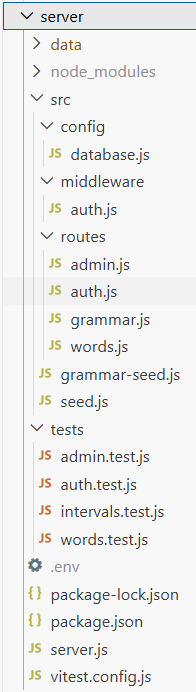 server
data
node_modules
src
config
JS database.js
middleware
JS auth.js
routes
JS admin.js
JS auth.js
JS grammar.js
JS words.js
JS grammar-seed.js
JS seed.js
tests
JS admin.test.js
JS auth.test.js
JS intervals.test.js
JS words.test.js
.env
{} package-lock.json
{} package.json
JS server.js
JS vitest.config.js